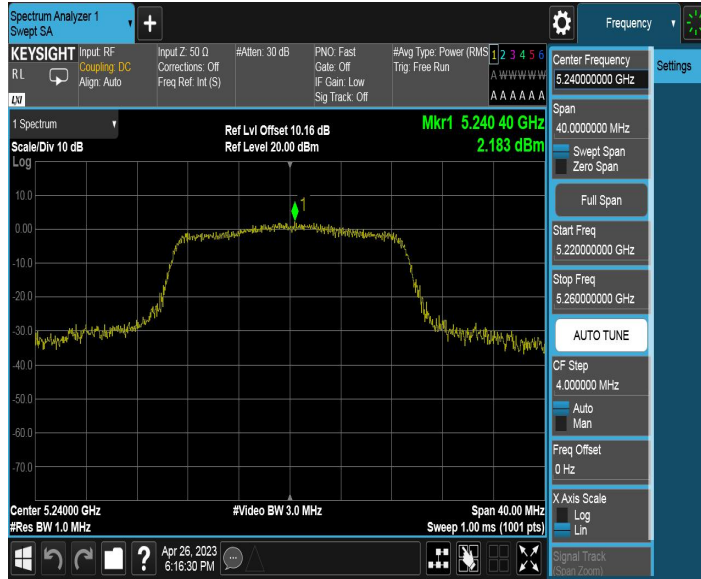 Spectrum Analyzer 1
Swept SA
Frequency
KEYSIGHT
RL
LXI
Input: RF
Coupling: DC
Align: Auto
Input Z: 50 Ω
Corrections: Off
Freq Ref: Int (S)
#Atten: 30 dB
PNO: Fast
Gate: Off
IF Gain: Low
Sig Track: Off
#Avg Type: Power (RMS
Trig: Free Run
1 2 3 4 5 6
A W W W W W
A A A A A A
1 Spectrum
Scale/Div 10 dB
Ref Lvl Offset 10.16 dB
Ref Level 20.00 dBm
Mkr1 5.240 40 GHz
2.183 dBm
Log
10.0
0.00
-10.0
-20.0
-30.0
-40.0
-50.0
-60.0
-70.0
1
Center 5.24000 GHz
#Res BW 1.0 MHz
#Video BW 3.0 MHz
Span 40.00 MHz
Sweep 1.00 ms (1001 pts)
Center Frequency
5.240000000 GHz
Span
40.0000000 MHz
Swept Span
Zero Span
Full Span
Start Freq
5.220000000 GHz
Stop Freq
5.260000000 GHz
AUTO TUNE
CF Step
4.000000 MHz
Auto
Man
Freq Offset
0 Hz
X Axis Scale
Log
Lin
Signal Track
(Span Zoom)
Settings
?
Apr 26, 2023
6:16:30 PM